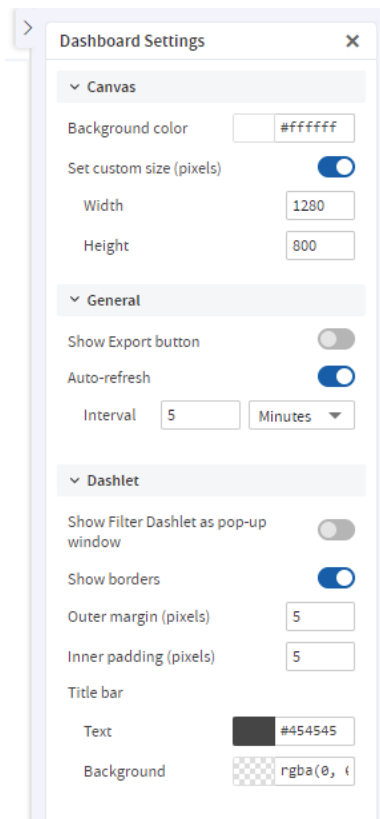 Dashboard Settings
Canvas
Background color #ffffff
Set custom size (pixels)
Width 1280
Height 800
General
Show Export button
Auto-refresh
Interval 5 Minutes
Dashlet
Show Filter Dashlet as pop-up
window
Show borders
Outer margin (pixels) 5
Inner padding (pixels) 5
Title bar
Text #454545
Background rgba(0,